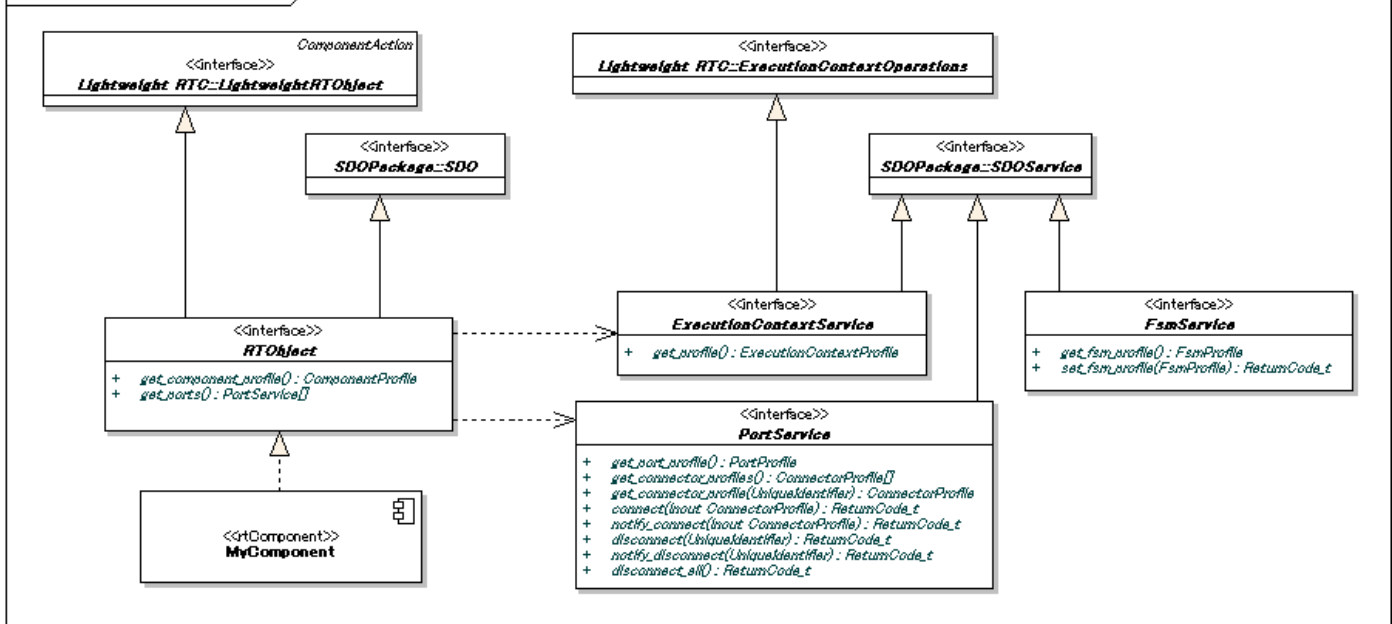 ComponentAction
<<interface>>
Lightweight RTC::LightweightRTObject
<<interface>>
Lightweight RTC::ExecutionContextOperations
<<interface>>
SDOPackage::SDO
<<interface>>
SDOPackage::SDOService
<<interface>>
RTObject
+ get_component_profile() : ComponentProfile
+ get_ports() : PortService[]
<<interface>>
ExecutionContextService
+ get_profile() : ExecutionContextProfile
<<interface>>
FsmService
+ get_fsm_profile() : FsmProfile
+ set_fsm_profile(FsmProfile) : ReturnCode_t
<<interface>>
PortService
+ get_port_profile() : PortProfile
+ get_connector_profiles() : ConnectorProfile[]
+ get_connector_profile(UniqueIdentifier) : ConnectorProfile
+ connect(inout ConnectorProfile) : ReturnCode_t
+ notify_connect(inout ConnectorProfile) : ReturnCode_t
+ disconnect(UniqueIdentifier) : ReturnCode_t
+ notify_disconnect(UniqueIdentifier) : ReturnCode_t
+ disconnect_all() : ReturnCode_t
<<rtComponent>>
MyComponent